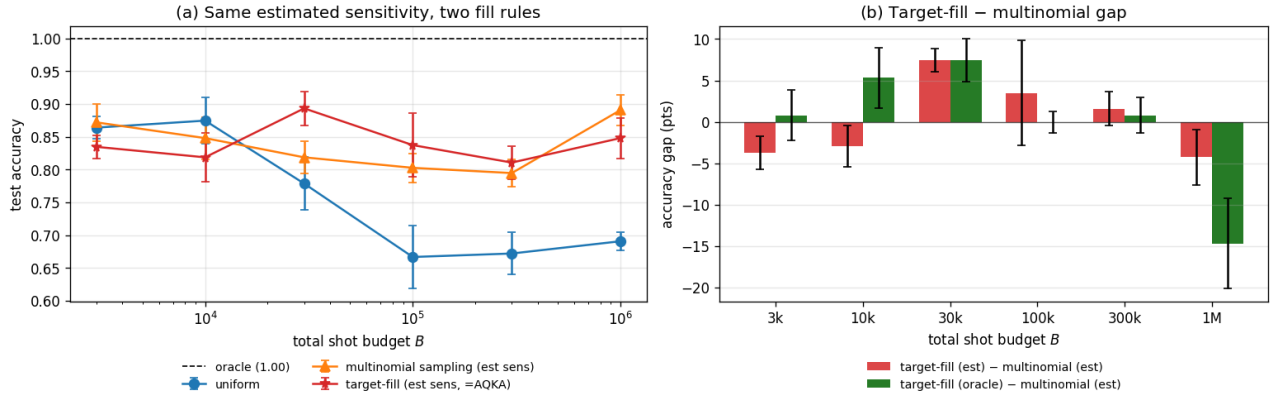 (a) Same estimated sensitivity, two fill rules
test accuracy
1.00
0.95
0.90
0.85
0.80
0.75
0.70
0.65
0.60
10⁴
10⁵
10⁶
total shot budget B
oracle (1.00)
uniform
multinomial sampling (est sens)
target-fill (est sens, =AQKA)
(b) Target-fill − multinomial gap
accuracy gap (pts)
10
5
0
−5
−10
−15
−20
3k
10k
30k
100k
300k
1M
total shot budget B
target-fill (est) − multinomial (est)
target-fill (oracle) − multinomial (est)